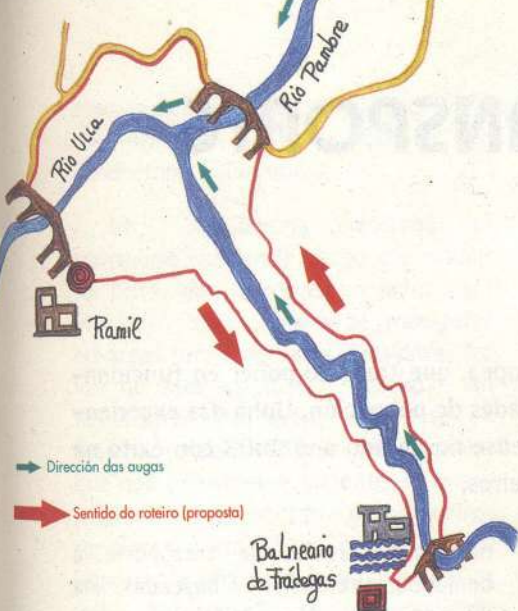 Río Pambre
Río Ulla
Ramil
Dirección das augas
Sentido do roteiro (proposta)
Balneario
de Frádegas